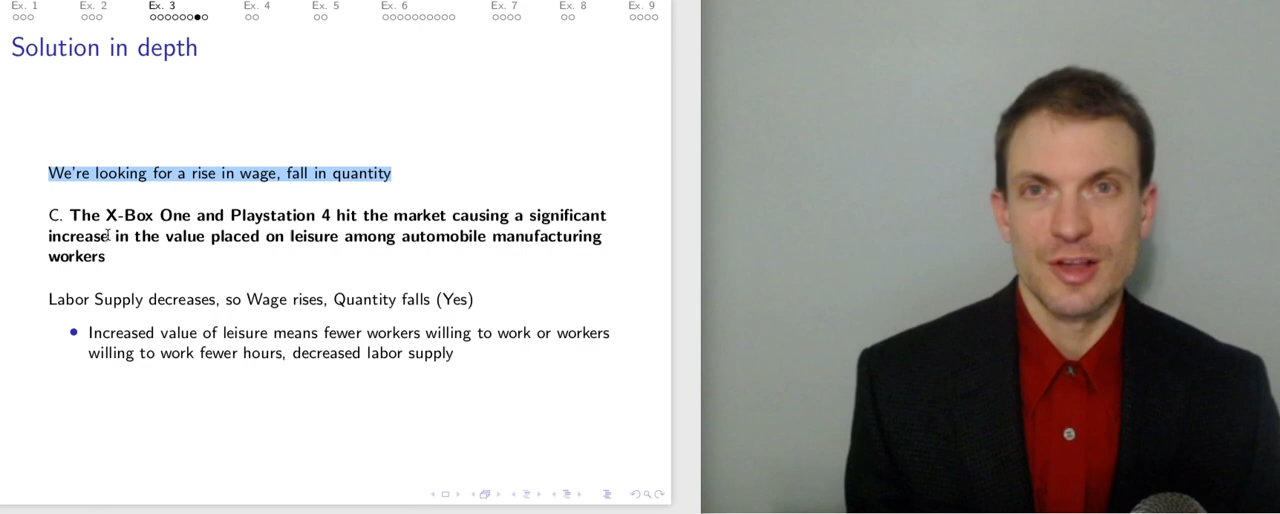 Ex. 1 Ex. 2 Ex. 3 Ex. 4 Ex. 5 Ex. 6 Ex. 7 Ex. 8 Ex. 9
Solution in depth
We're looking for a rise in wage, fall in quantity
C. The X-Box One and Playstation 4 hit the market causing a significant
increase in the value placed on leisure among automobile manufacturing
workers
Labor Supply decreases, so Wage rises, Quantity falls (Yes)
Increased value of leisure means fewer workers willing to work or workers
willing to work fewer hours, decreased labor supply